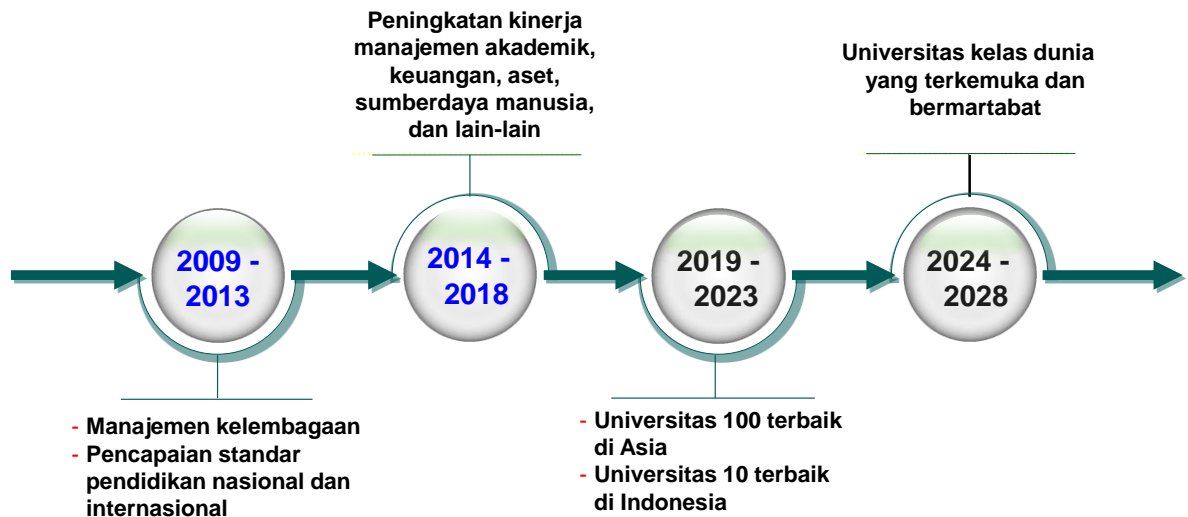 Peningkatan kinerja
manajemen akademik,
keuangan, aset,
sumberdaya manusia,
dan lain-lain
Universitas kelas dunia
yang terkemuka dan
bermartabat
2009 -
2013
2014 -
2018
2019 -
2023
2024 -
2028
- Manajemen kelembagaan
- Pencapaian standar
pendidikan nasional dan
internasional
- Universitas 100 terbaik
di Asia
- Universitas 10 terbaik
di Indonesia